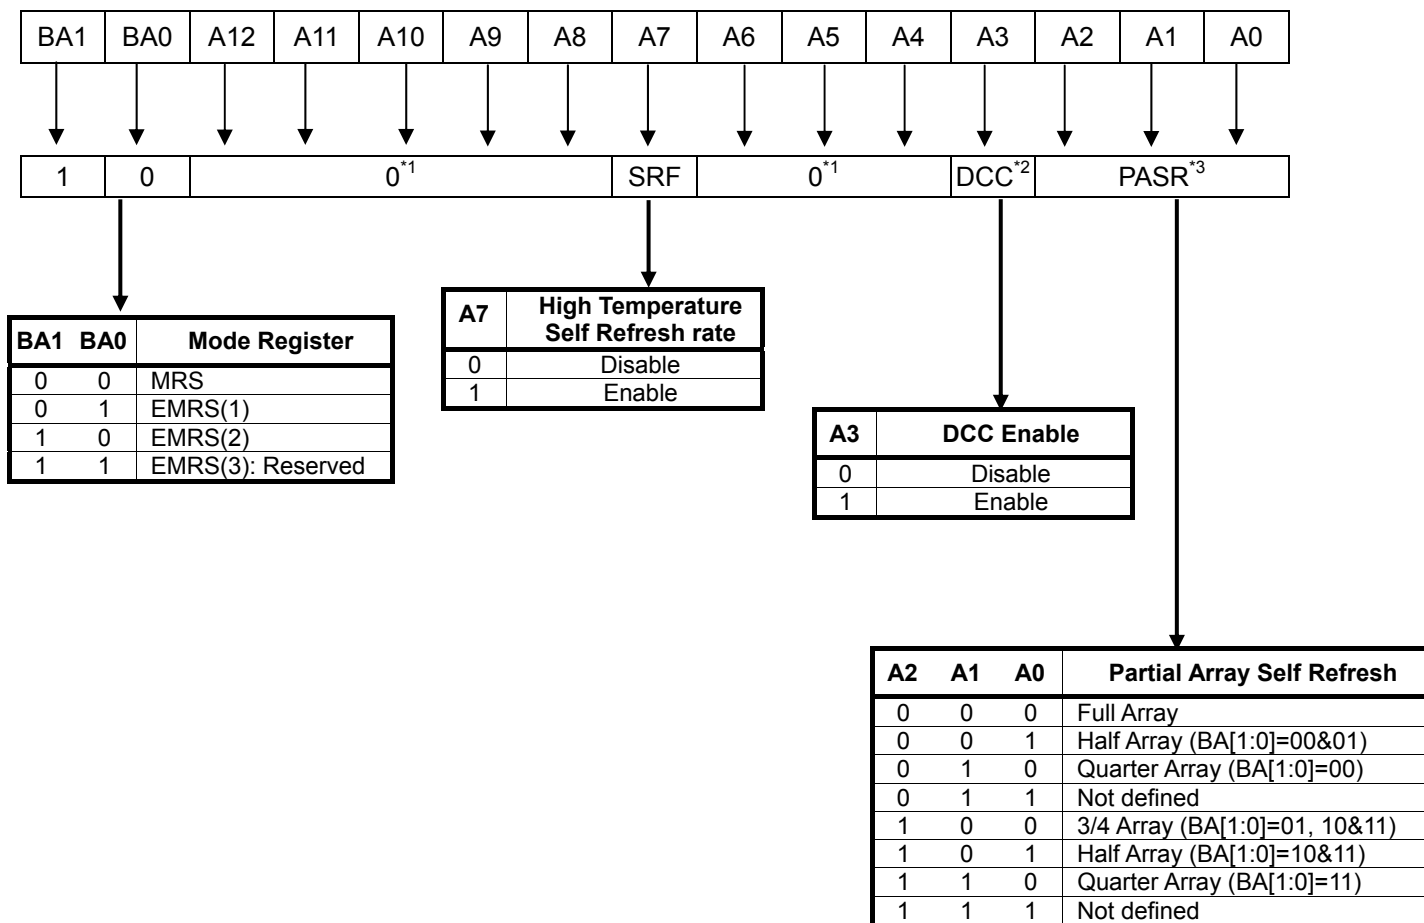 BA1 BA0 A12 A11 A10 A9 A8 A7 A6 A5 A4 A3 A2 A1 A0
1 0 0*1 SRF 0*1 DCC*2 PASR*3
BA1 BA0 Mode Register
0 0 MRS
0 1 EMRS(1)
1 0 EMRS(2)
1 1 EMRS(3): Reserved
A7 High Temperature
Self Refresh rate
0 Disable
1 Enable
A3 DCC Enable
0 Disable
1 Enable
A2 A1 A0 Partial Array Self Refresh
0 0 0 Full Array
0 0 1 Half Array (BA[1:0]=00&01)
0 1 0 Quarter Array (BA[1:0]=00)
0 1 1 Not defined
1 0 0 3/4 Array (BA[1:0]=01, 10&11)
1 0 1 Half Array (BA[1:0]=10&11)
1 1 0 Quarter Array (BA[1:0]=11)
1 1 1 Not defined